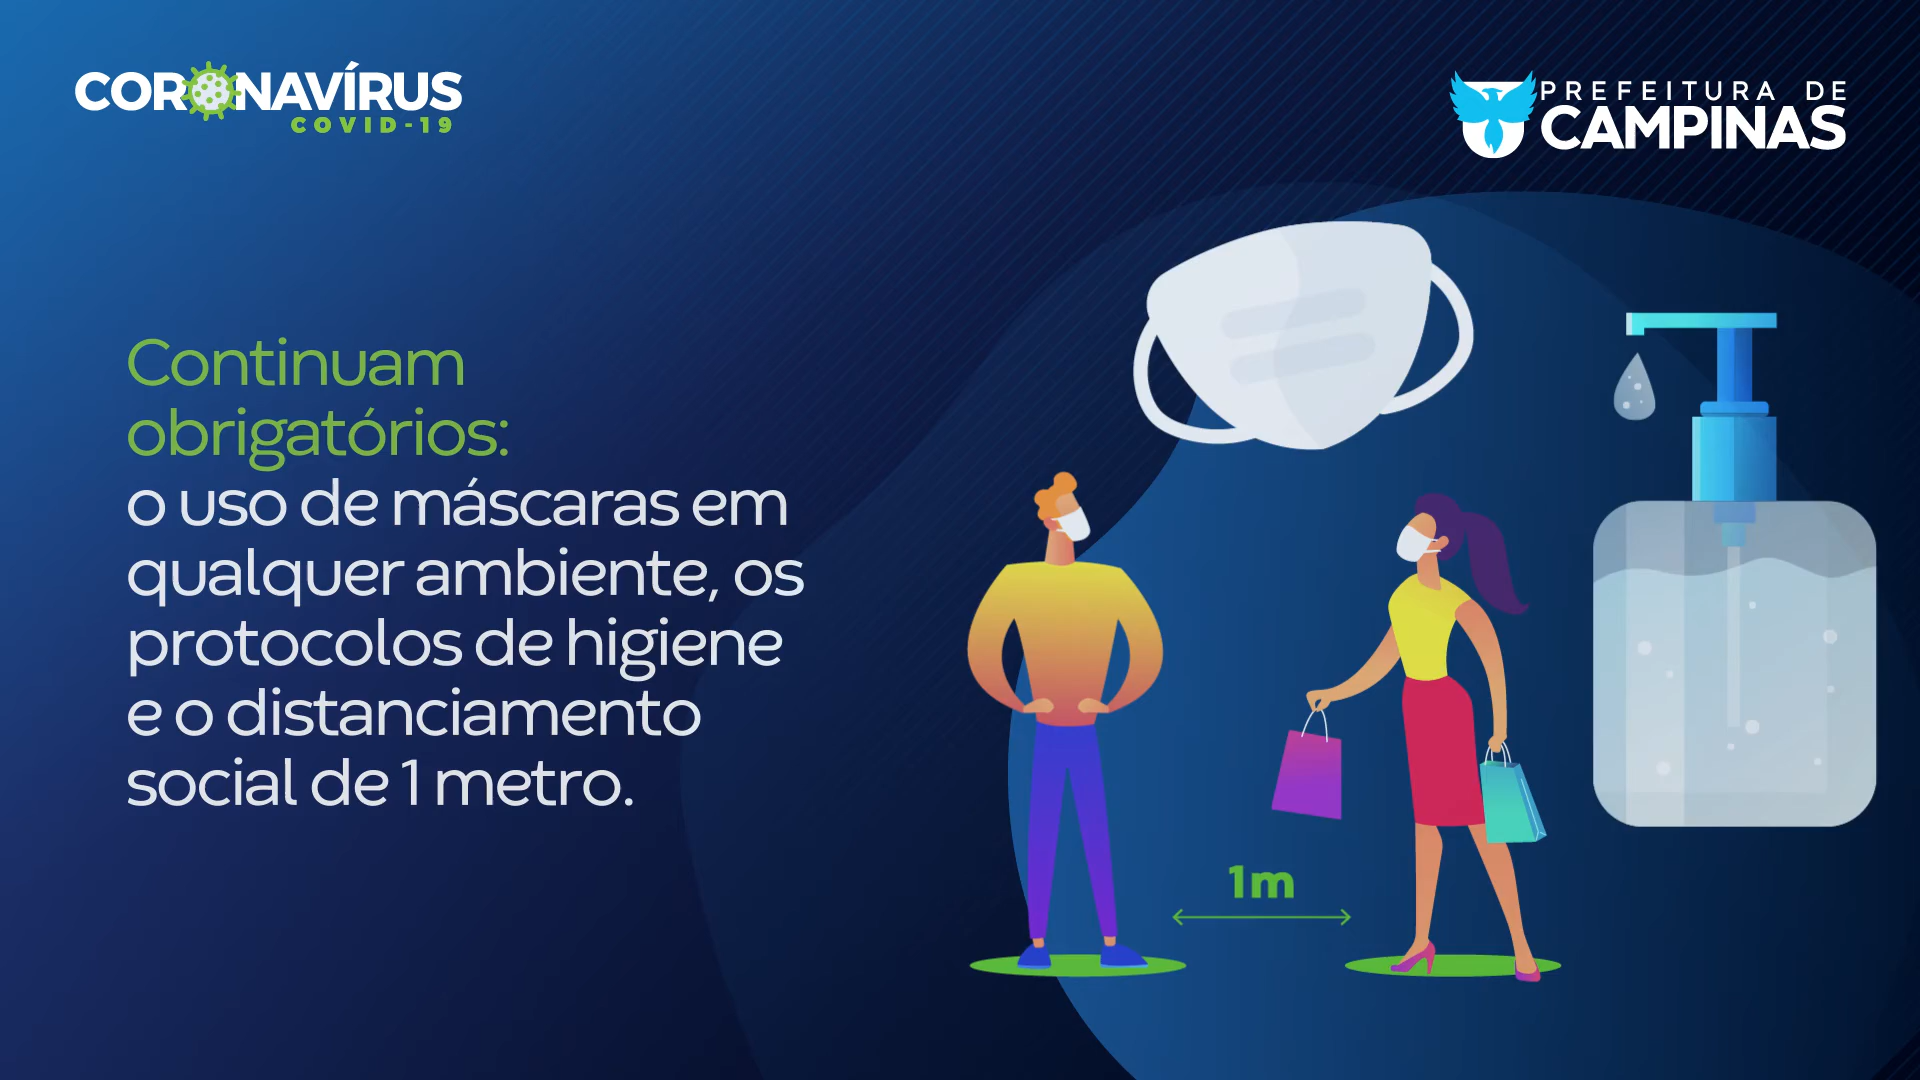 CORONAVÍRUS
COVID-19
PREFEITURA DE
CAMPINAS
Continuam
obrigatórios:
o uso de máscaras em
qualquer ambiente, os
protocolos de higiene
e o distanciamento
social de 1 metro.
1m